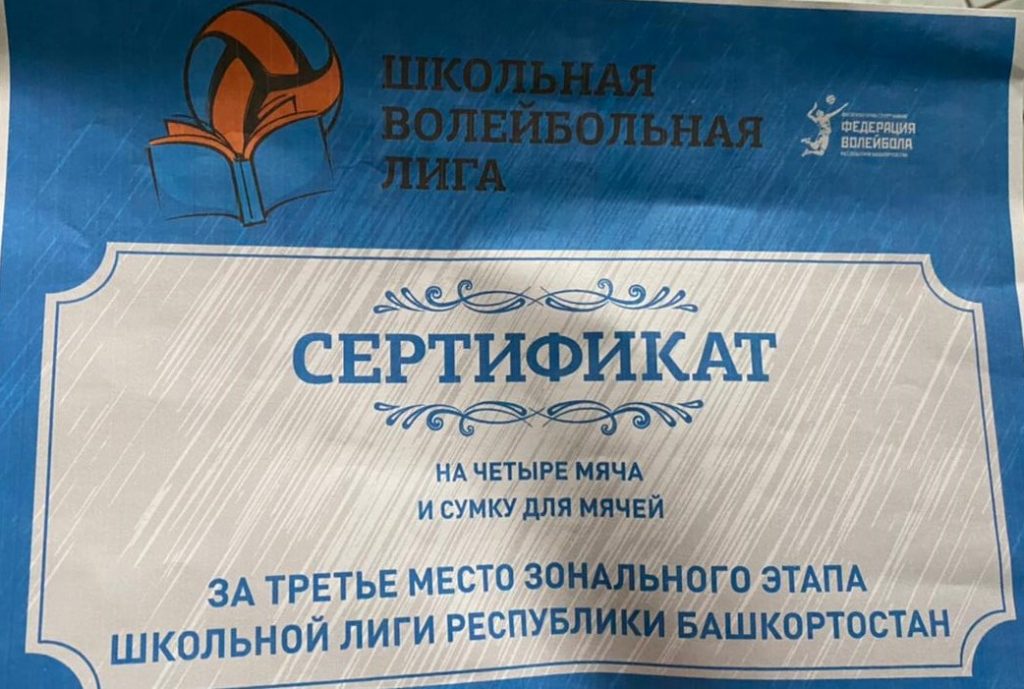 ШКОЛЬНАЯ
ВОЛЕЙБОЛЬНАЯ
ЛИГА
ФЕДЕРАЦИЯ
ВОЛЕЙБОЛА
СЕРТИФИКАТ
НА ЧЕТЫРЕ МЯЧА
И СУМКУ ДЛЯ МЯЧЕЙ
ЗА ТРЕТЬЕ МЕСТО ЗОНАЛЬНОГО ЭТАПА
ШКОЛЬНОЙ ЛИГИ РЕСПУБЛИКИ БАШКОРТОСТАН